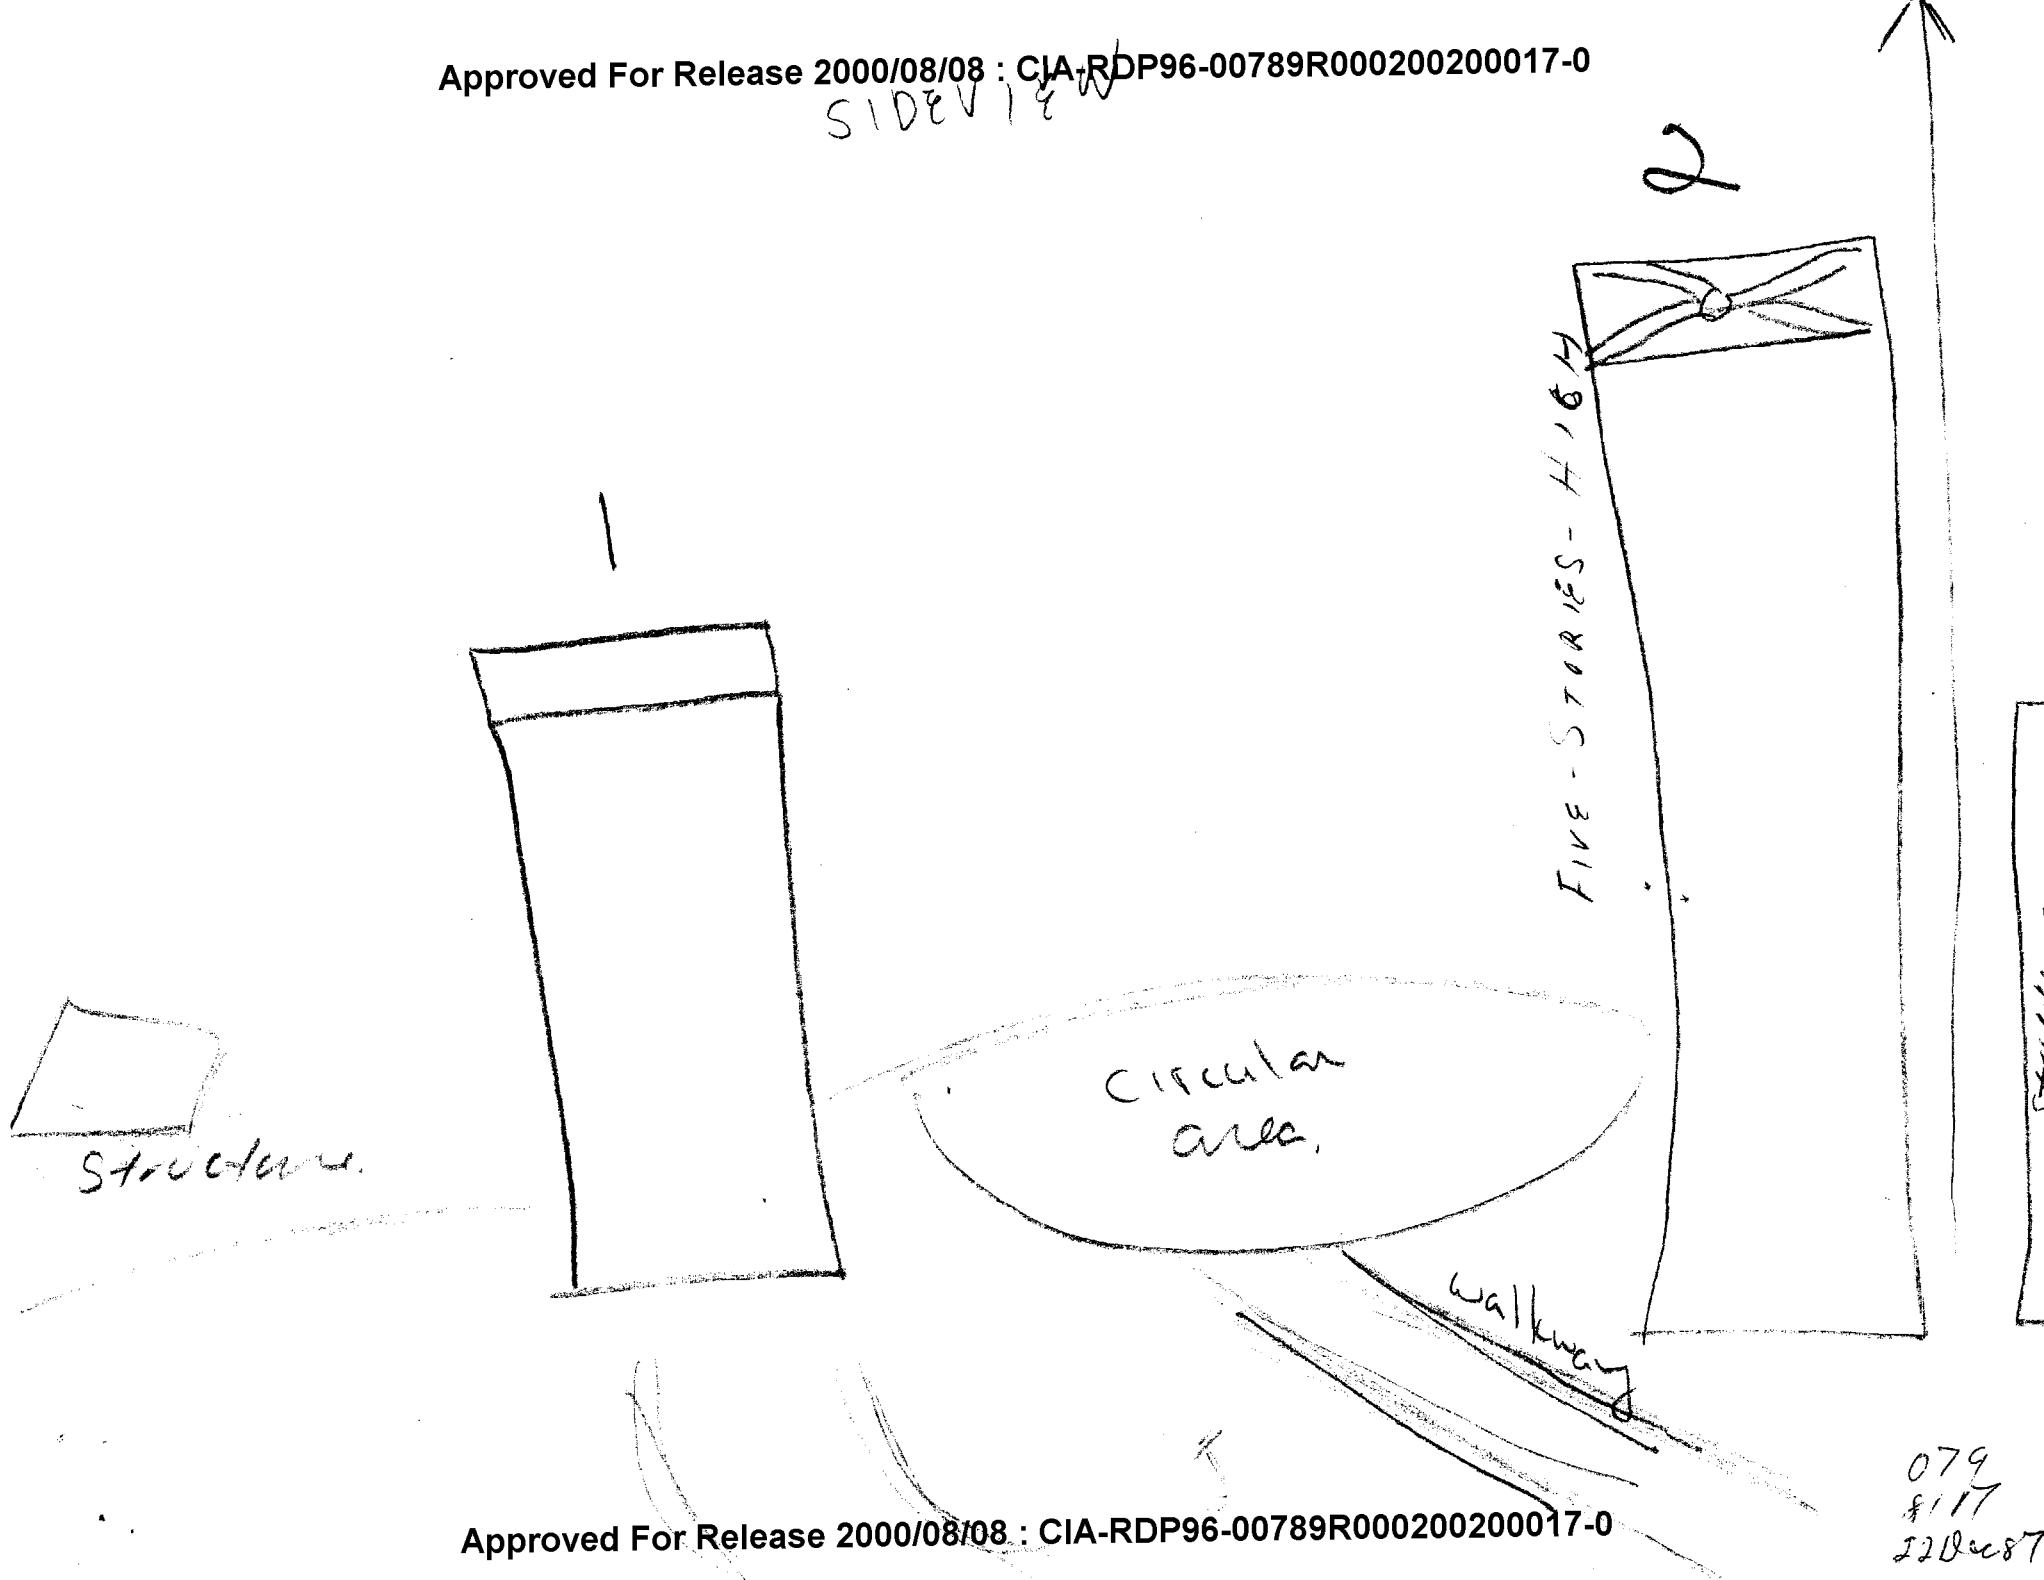 Approved For Release 2000/08/08 : CIA-RDP96-00789R000200200017-0
SIDEVIEW
2
1
FIVE-STORIES-HIGH
Circular
area.
Structure.
walkway
079
22Dec87
Approved For Release 2000/08/08 : CIA-RDP96-00789R000200200017-0